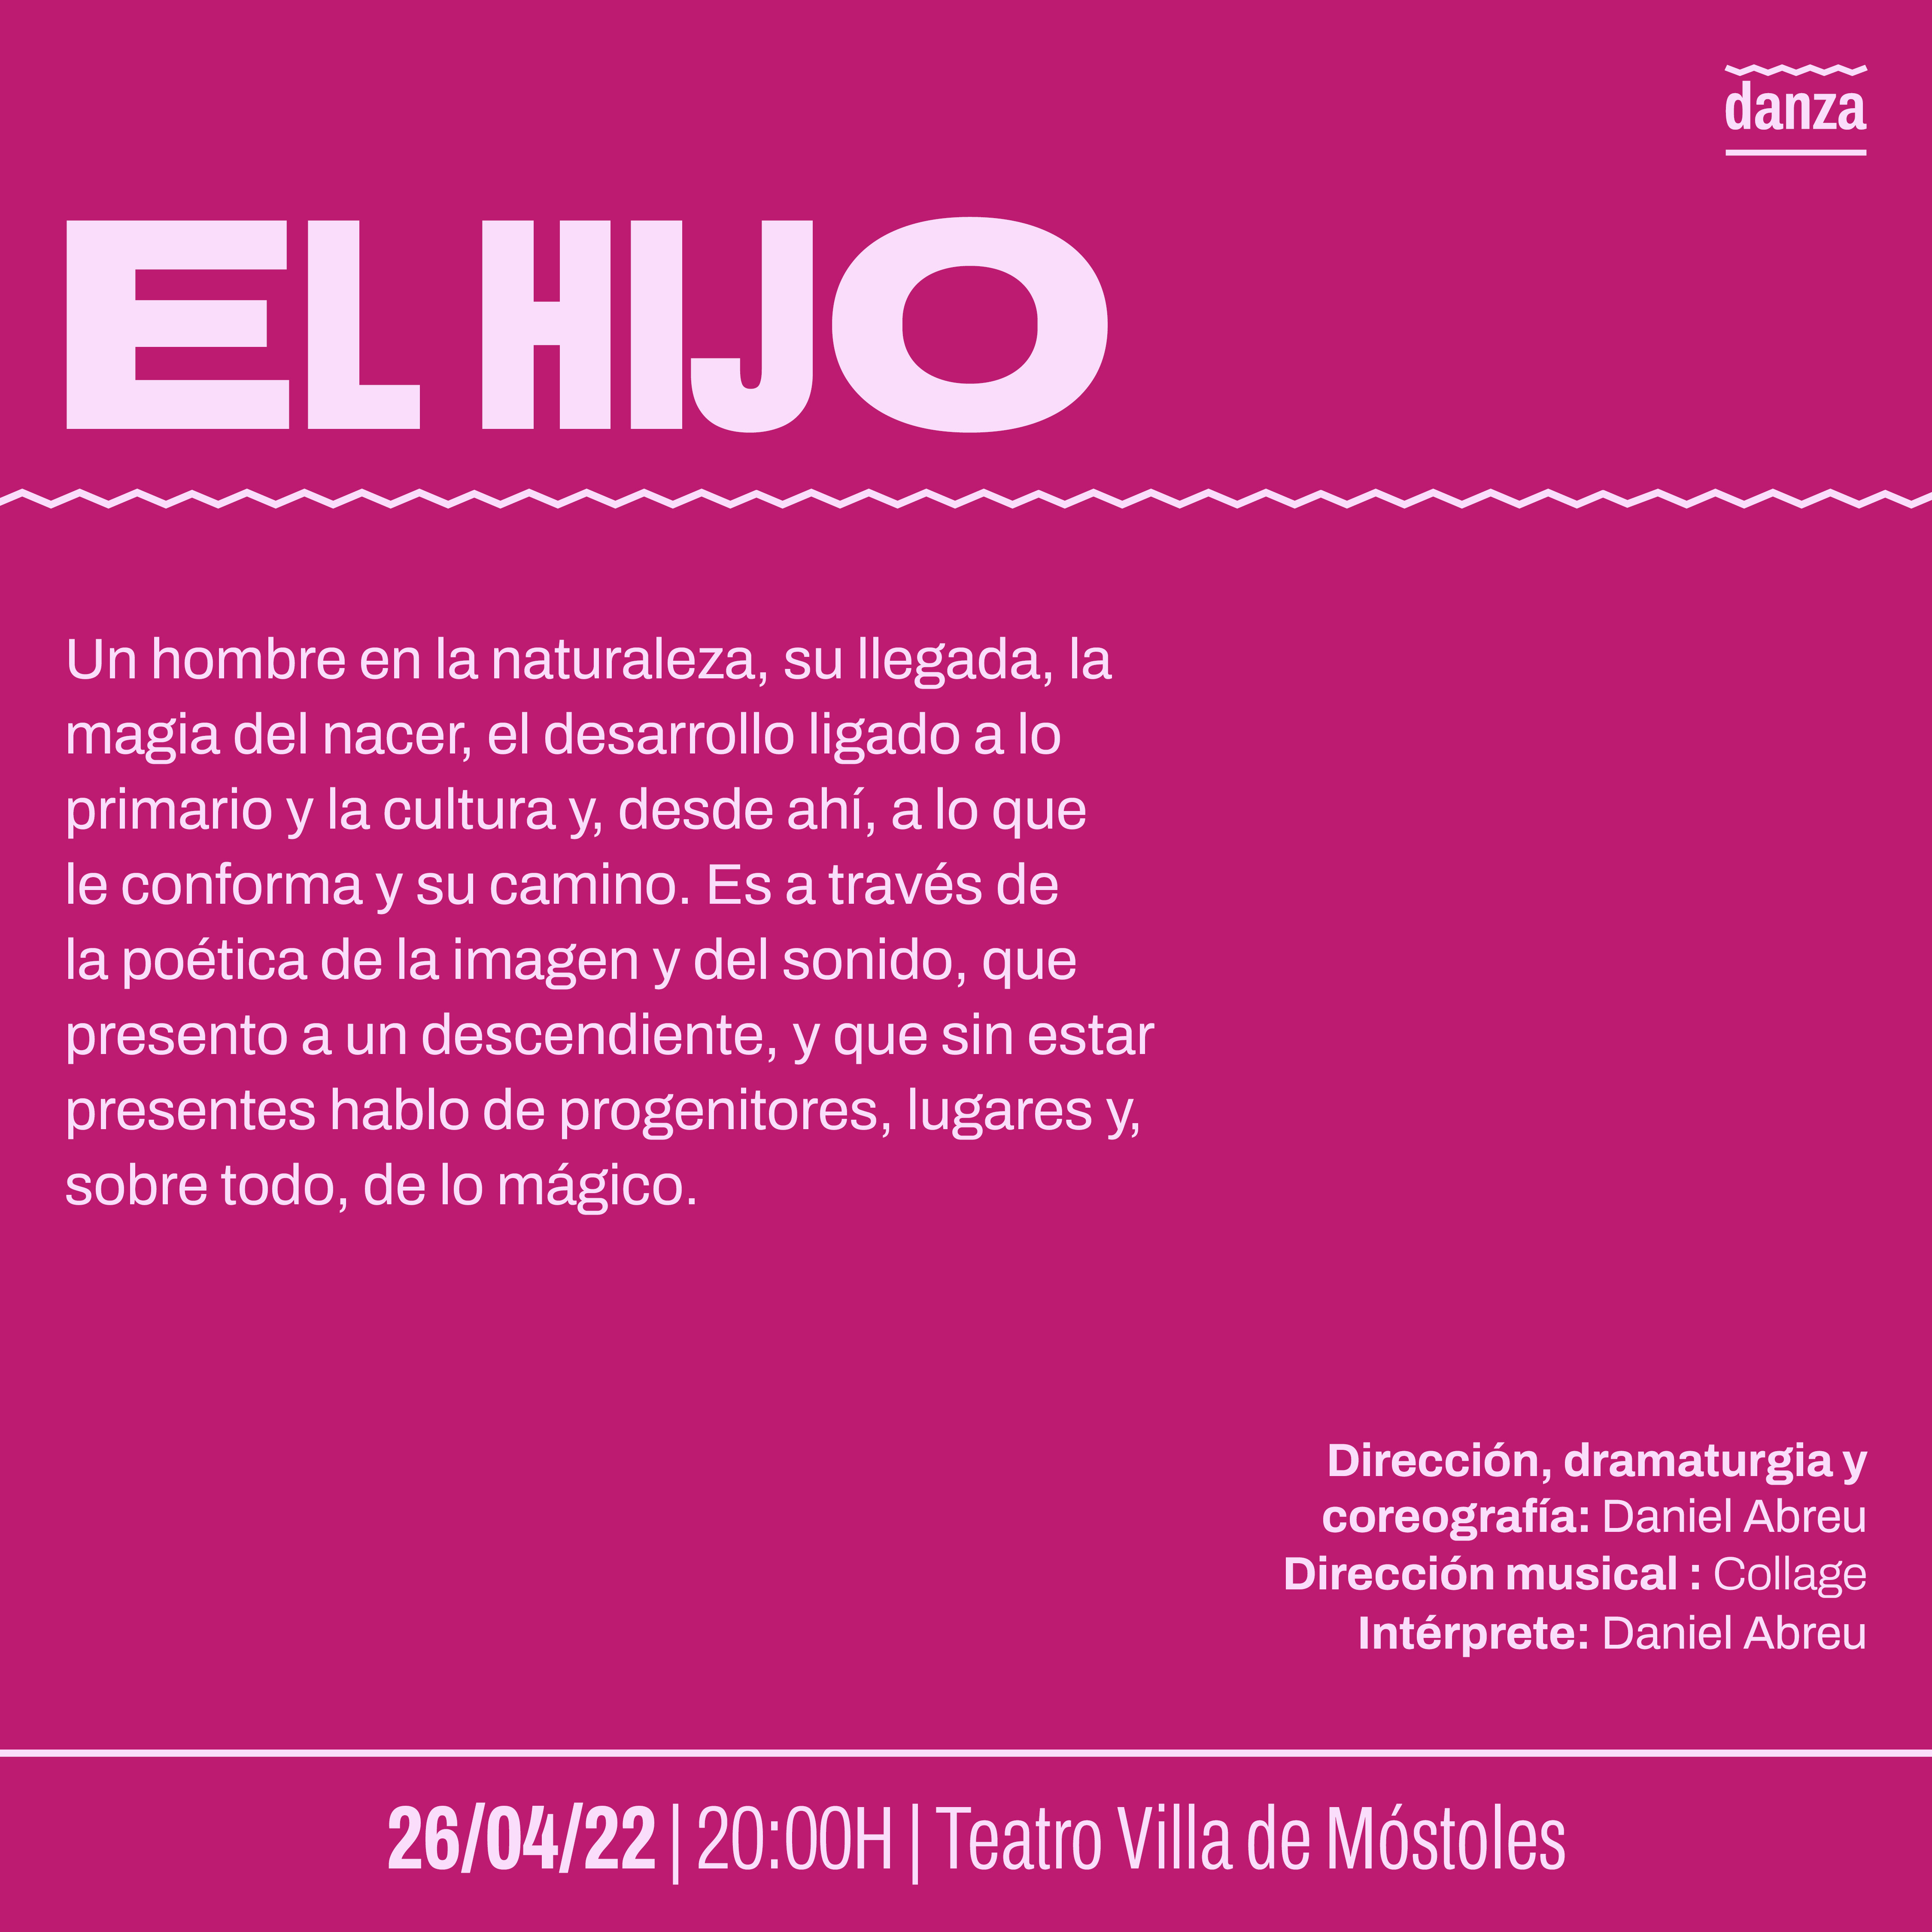 danza
EL HIJO
Un hombre en la naturaleza, su llegada, la
magia del nacer, el desarrollo ligado a lo
primario y la cultura y, desde ahí, a lo que
le conforma y su camino. Es a través de
la poética de la imagen y del sonido, que
presento a un descendiente, y que sin estar
presentes hablo de progenitores, lugares y,
sobre todo, de lo mágico.
Dirección, dramaturgia y
coreografía: Daniel Abreu
Dirección musical : Collage
Intérprete: Daniel Abreu
26/04/22 | 20:00H | Teatro Villa de Móstoles